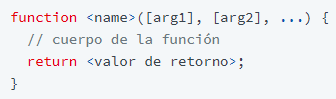 function <name>([arg1], [arg2], ...) {
// cuerpo de la función
return <valor de retorno>;
}